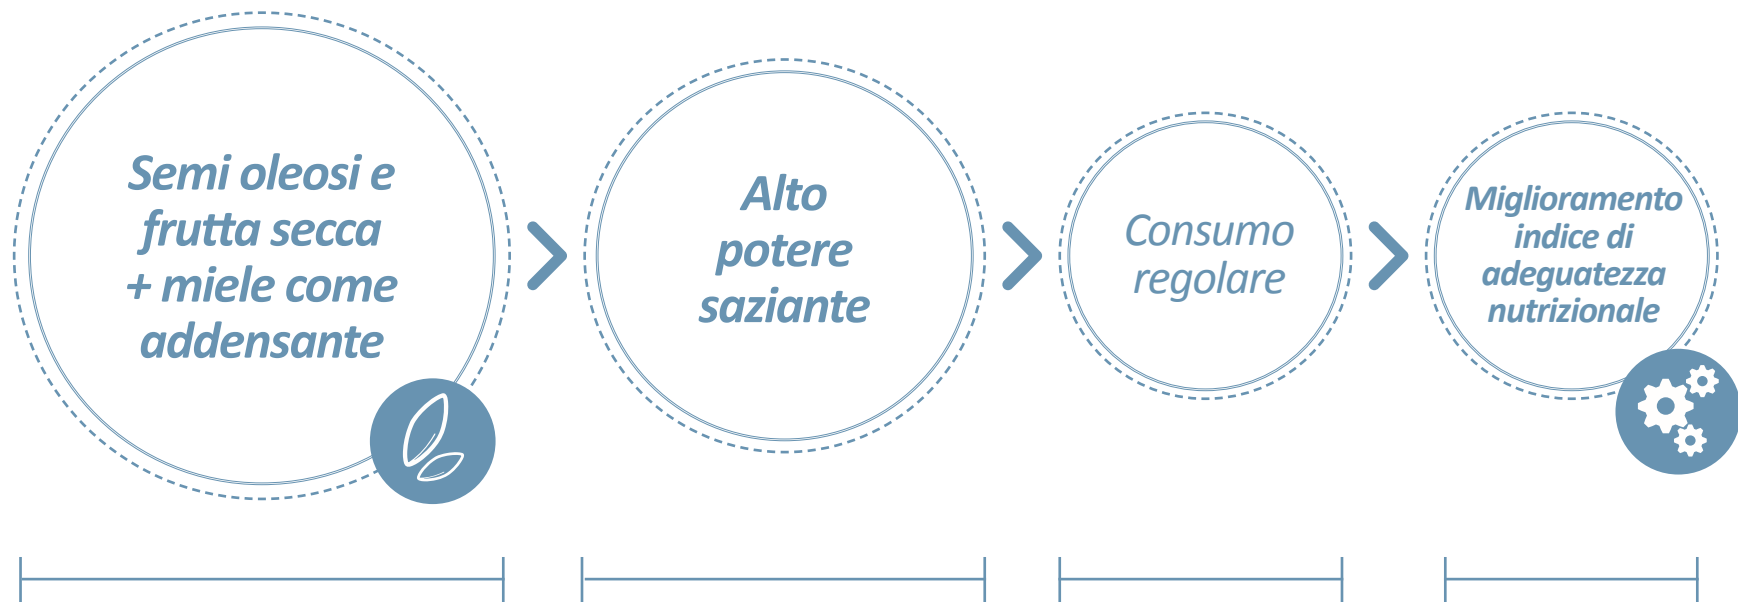 Semi oleosi e
frutta secca
+ miele come
addensante
Alto
potere
saziante
Consumo
regolare
Miglioramento
indice di
adeguatezza
nutrizionale